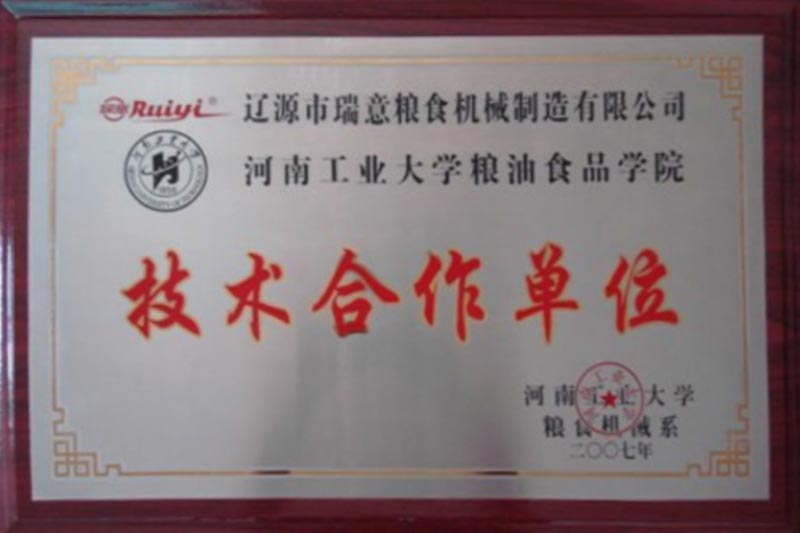 Ruiyi® 辽源市瑞意粮食机械制造有限公司
河南工业大学粮油食品学院
技术合作单位
河南工业大学
粮食机械系
二〇〇七年